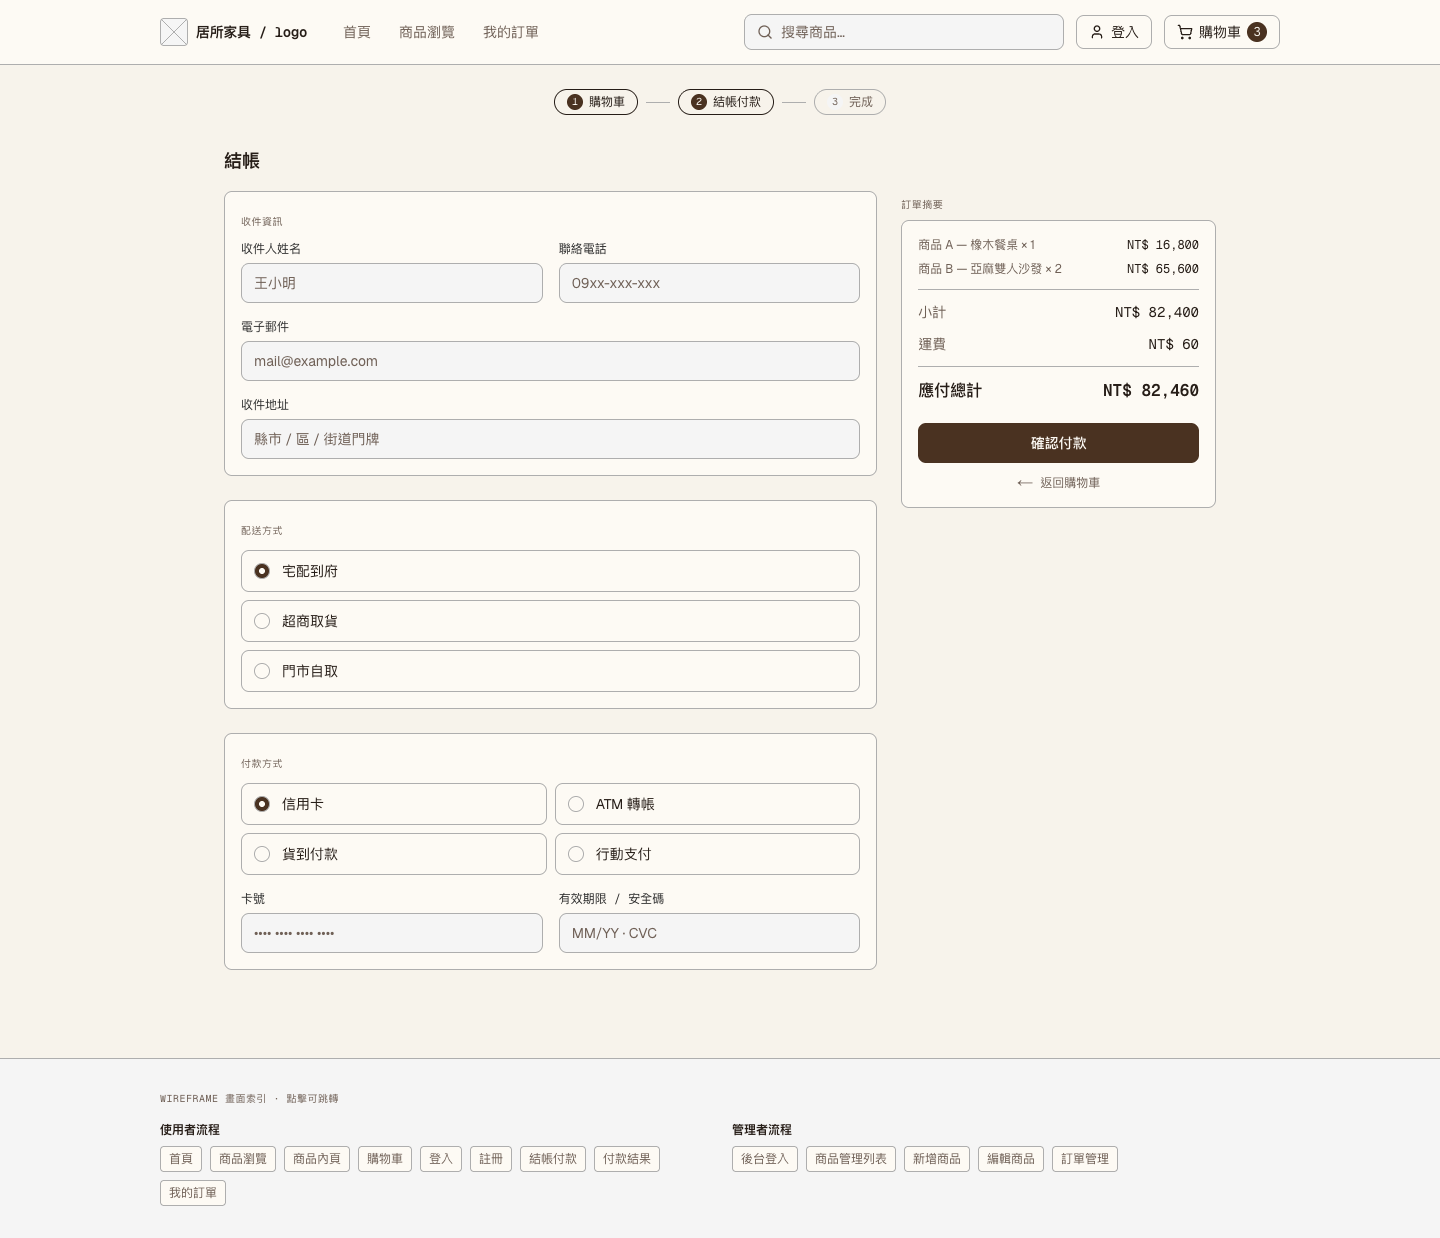 居所家具 / logo
首頁
商品瀏覽
我的訂單
搜尋商品…
登入
購物車 3
1 購物車
2 結帳付款
3 完成
結帳
收件資訊
收件人姓名
聯絡電話
王小明
09xx-xxx-xxx
電子郵件
mail@example.com
收件地址
縣市 / 區 / 街道門牌
配送方式
宅配到府
超商取貨
門市自取
付款方式
信用卡
ATM 轉帳
貨到付款
行動支付
卡號
有效期限 / 安全碼
•••• •••• •••• ••••
MM/YY · CVC
訂單摘要
商品 A — 橡木餐桌 × 1 NT$ 16,800
商品 B — 亞麻雙人沙發 × 2 NT$ 65,600
小計 NT$ 82,400
運費 NT$ 60
應付總計 NT$ 82,460
確認付款
← 返回購物車
WIREFRAME 畫面索引 · 點擊可跳轉
使用者流程
首頁
商品瀏覽
商品內頁
購物車
登入
註冊
結帳付款
付款結果
我的訂單
管理者流程
後台登入
商品管理列表
新增商品
編輯商品
訂單管理